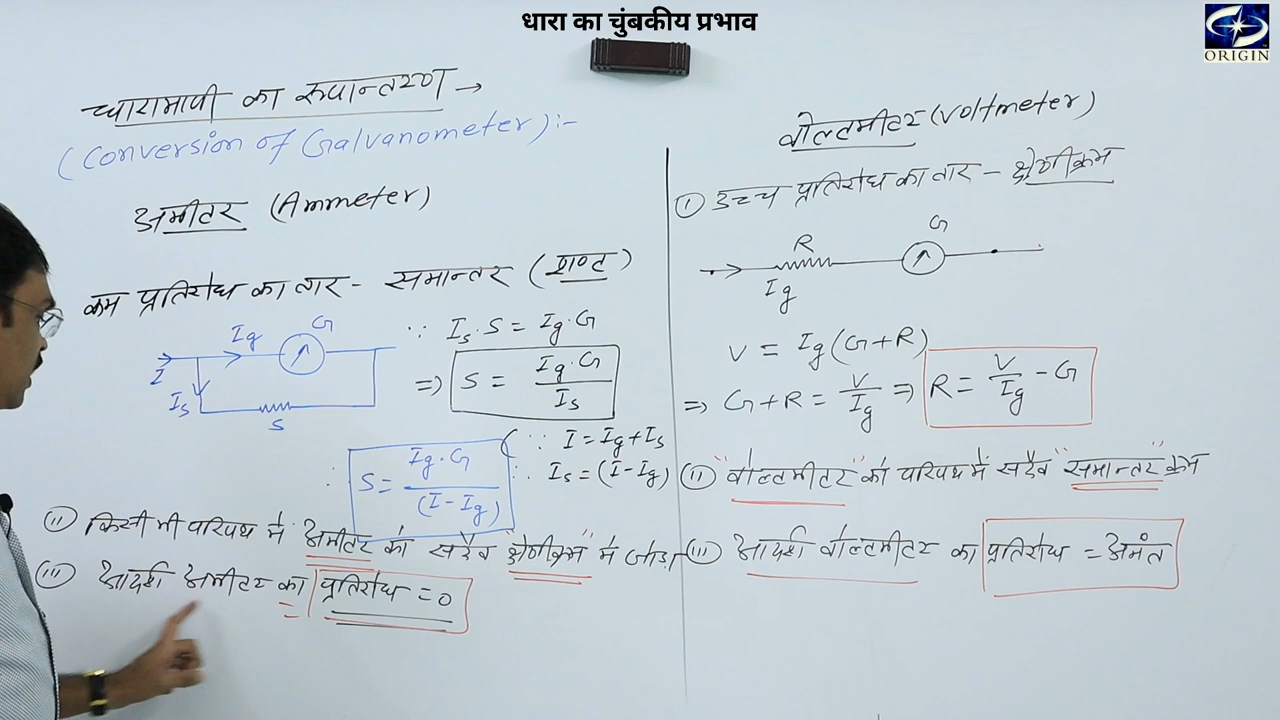 धारा का चुंबकीय प्रभाव
ORIGIN
धारामापी का रूपान्तरण →
(Conversion of Galvanometer):-
अमीटर (Ammeter)
कम प्रतिरोध का तार - समान्तर (शण्ट)
I Ig G
Is S
∵ Is·S = Ig·G
⇒ S = Ig·G / Is
∵ I = Ig + Is
∴ Is = (I - Ig)
∴ S = Ig·G / (I - Ig)
(II) किसी भी परिपथ में अमीटर को सदैव "श्रेणीक्रम" में जोड़ा
(III) आदर्श अमीटर का प्रतिरोध = 0
वोल्टमीटर (Voltmeter)
(I) उच्च प्रतिरोध का तार - श्रेणीक्रम
R G
Ig
V = Ig(G+R)
⇒ G+R = V/Ig ⇒ R = V/Ig - G
(II) "वोल्टमीटर" को परिपथ में सदैव "समान्तर" क्रम
(III) आदर्श वोल्टमीटर का प्रतिरोध = अनंत